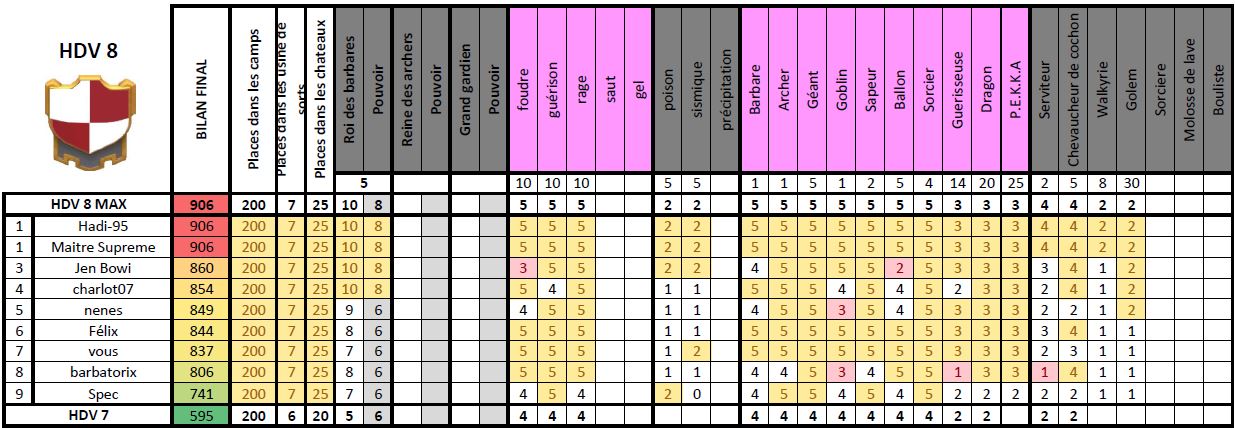 HDV 8
BILAN FINAL
Places dans les camps
Places dans les usine de sorts
Places dans les chateaux
Roi des barbares
Pouvoir
Reine des archers
Pouvoir
Grand gardien
Pouvoir
foudre
guérison
rage
saut
gel
poison
sismique
précipitation
Barbare
Archer
Géant
Goblin
Sapeur
Ballon
Sorcier
Guerisseuse
Dragon
P.E.K.K.A
Serviteur
Chevaucheur de cochon
Walkyrie
Golem
Sorciere
Molosse de lave
Bouliste
5 10 10 10 5 5 1 1 5 1 2 5 4 14 20 25 2 5 8 30
HDV 8 MAX 906 200 7 25 10 8 5 5 5 2 2 5 5 5 5 5 5 5 3 3 3 4 4 2 2
1 Hadi-95 906 200 7 25 10 8 5 5 5 2 2 5 5 5 5 5 5 5 3 3 3 4 4 2 2
1 Maitre Supreme 906 200 7 25 10 8 5 5 5 2 2 5 5 5 5 5 5 5 3 3 3 4 4 2 2
3 Jen Bowi 860 200 7 25 10 8 3 5 5 2 2 4 5 5 5 5 2 5 3 3 3 3 4 1 2
4 charlot07 854 200 7 25 10 8 5 4 5 1 1 5 5 5 4 5 4 5 2 3 3 2 4 1 2
5 nenes 849 200 7 25 9 6 4 5 5 1 1 4 5 5 3 5 4 5 3 3 3 2 2 1 2
6 Félix 844 200 7 25 8 6 5 5 5 1 1 5 5 5 5 5 5 5 3 3 3 3 4 1 1
7 vous 837 200 7 25 7 6 5 5 5 1 2 5 5 5 5 5 5 5 3 3 3 2 3 1 1
8 barbatorix 806 200 7 25 8 6 5 5 5 1 1 4 4 5 3 4 5 5 1 3 3 1 4 1 1
9 Spec 741 200 7 25 7 6 4 5 4 2 0 4 5 5 4 5 4 5 2 2 2 2 2 1 1
HDV 7 595 200 6 20 5 6 4 4 4 4 4 4 4 4 4 4 2 2 2 2